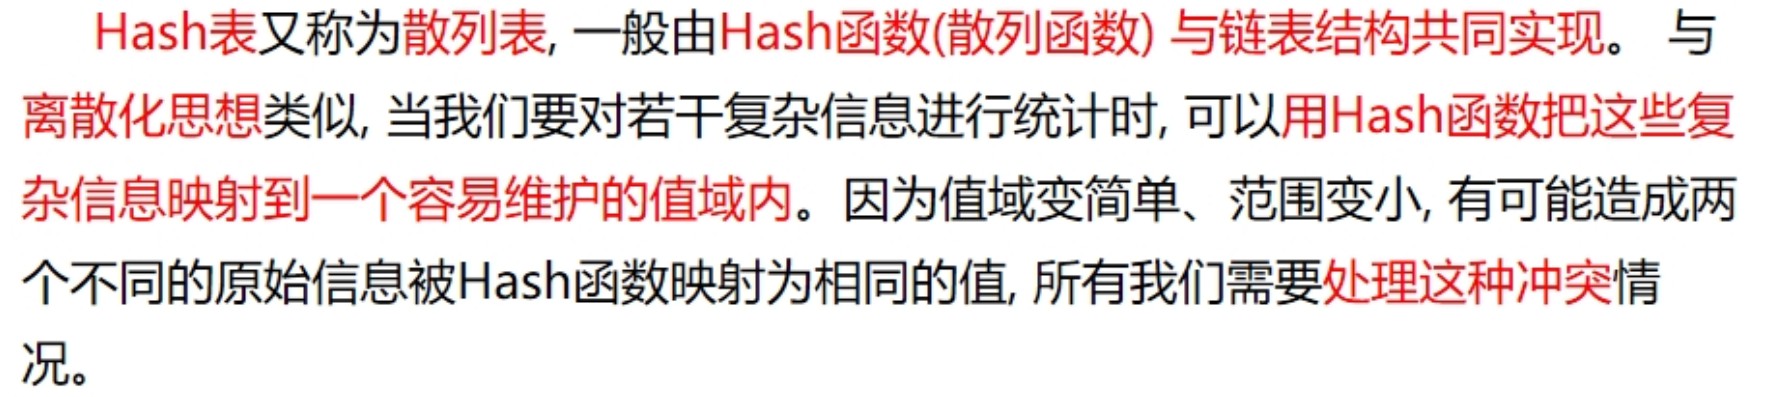 Hash表又称为散列表, 一般由Hash函数(散列函数) 与链表结构共同实现。 与
离散化思想类似, 当我们要对若干复杂信息进行统计时, 可以用Hash函数把这些复
杂信息映射到一个容易维护的值域内。因为值域变简单、范围变小, 有可能造成两
个不同的原始信息被Hash函数映射为相同的值, 所有我们需要处理这种冲突情
况。